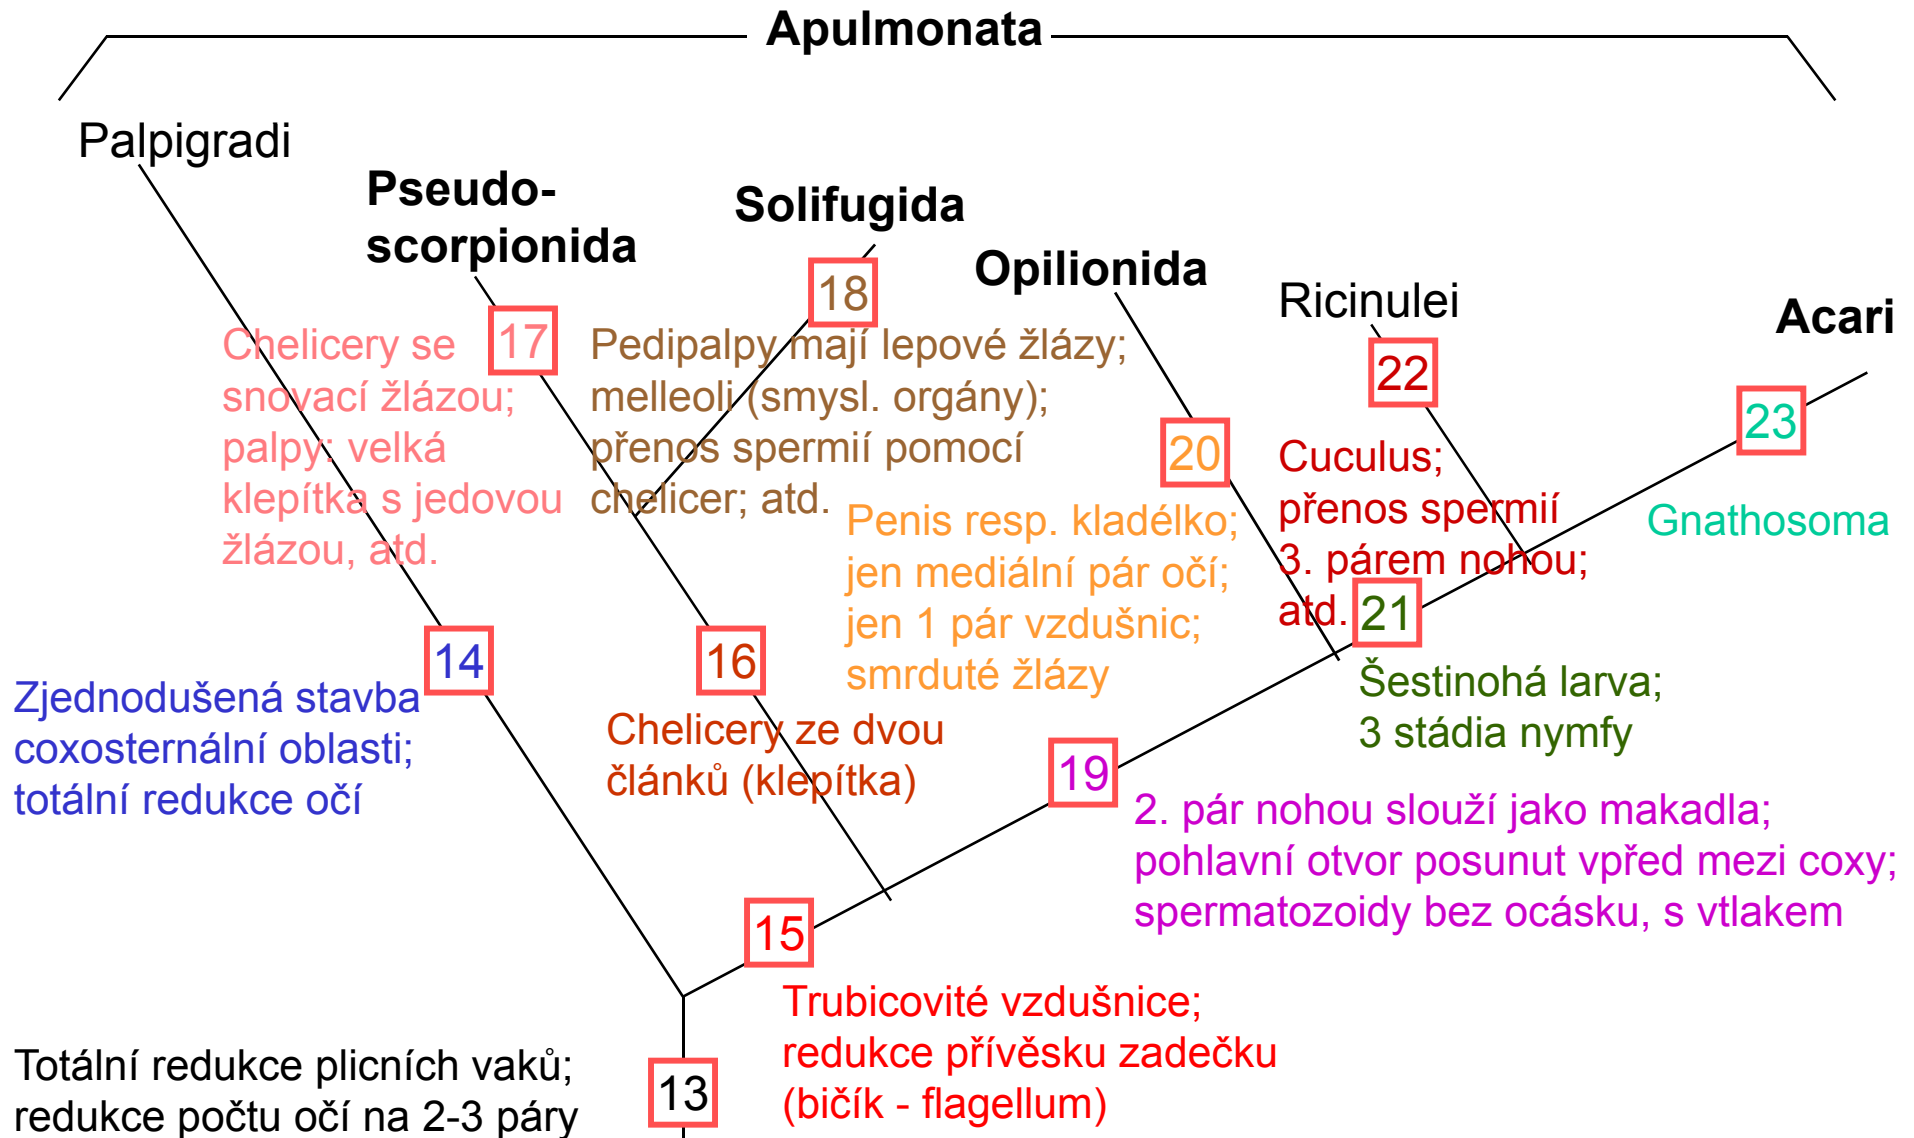 Apulmonata
Palpigradi
Pseudo-
scorpionida
Solifugida
Opilionida
Ricinulei
Acari
18
17
22
23
20
Chelicery se
snovací žlázou;
palpy: velká
klepítka s jedovou
žlázou, atd.
Pedipalpy mají lepové žlázy;
melleoli (smysl. orgány);
přenos spermií pomocí
chelicer; atd.
Penis resp. kladélko;
jen mediální pár očí;
jen 1 pár vzdušnic;
smrduté žlázy
Cuculus;
přenos spermií
3. párem nohou;
atd.
Gnathosoma
21
Šestinohá larva;
3 stádia nymfy
14
Zjednodušená stavba
coxosternální oblasti;
totální redukce očí
16
Chelicery ze dvou
článků (klepítka)
19
2. pár nohou slouží jako makadla;
pohlavní otvor posunut vpřed mezi coxy;
spermatozoidy bez ocásku, s vtlakem
15
Trubicovité vzdušnice;
redukce přívěsku zadečku
(bičík - flagellum)
13
Totální redukce plicních vaků;
redukce počtu očí na 2-3 páry